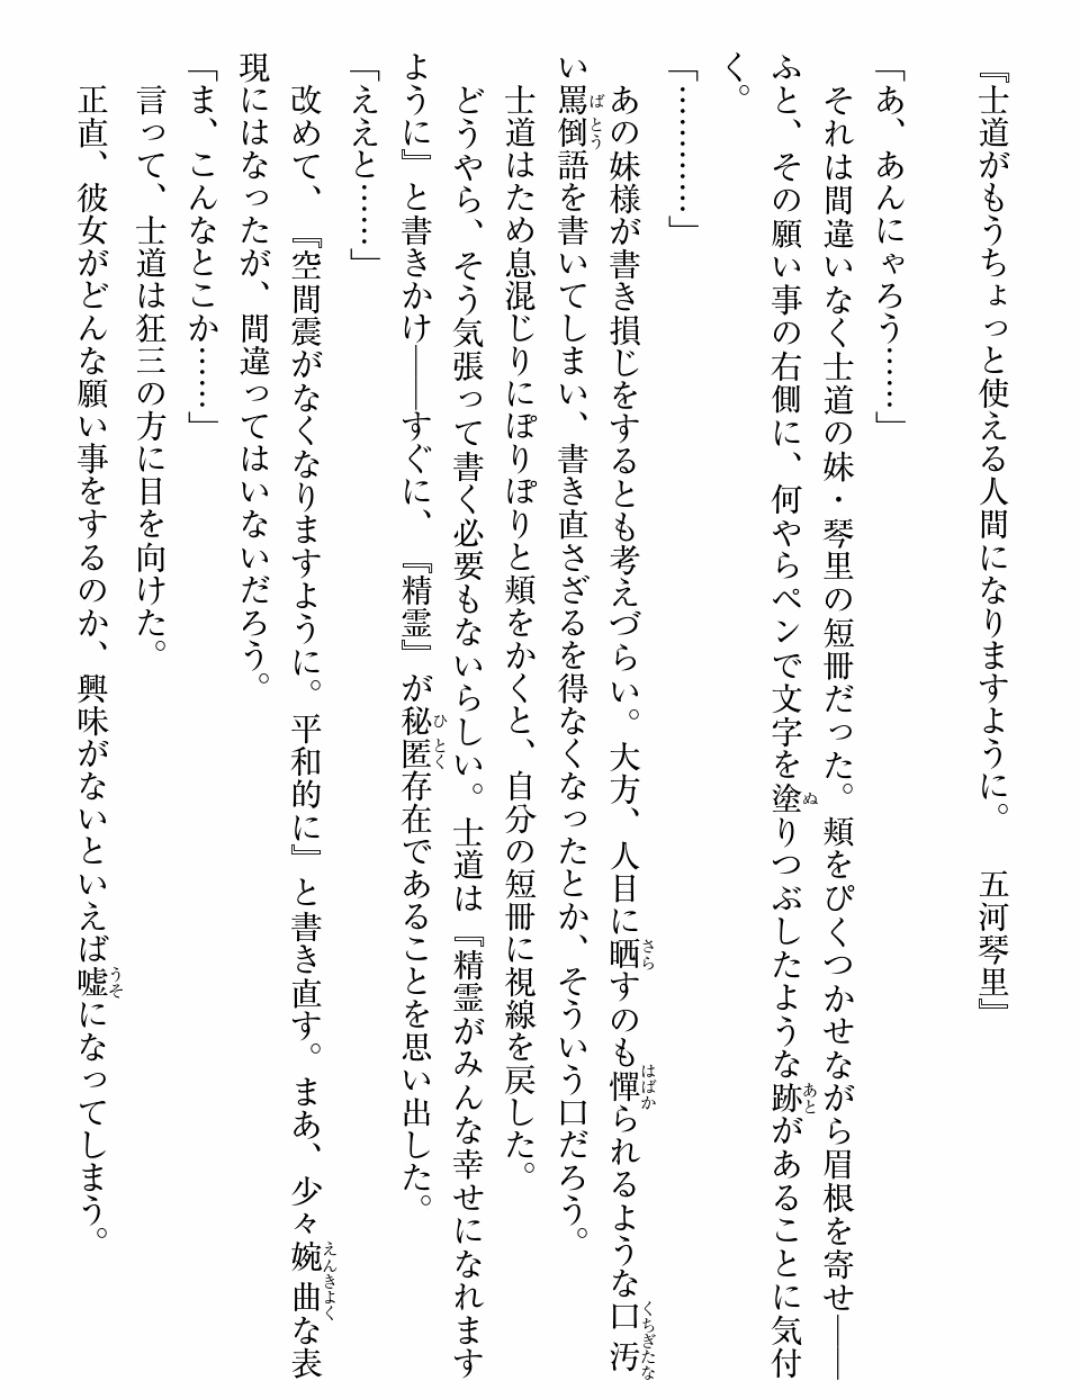 『士道がもうちょっと使える人間になりますように。　五河琴里』
「あ、あんにゃろう……」
　それは間違いなく士道の妹・琴里の短冊だった。頬をぴくつかせながら眉根を寄せ――
ふと、その願い事の右側に、何やらペンで文字を塗りつぶしたような跡があることに気付
く。
「…………」
　あの妹様が書き損じをするとも考えづらい。大方、人目に晒すのも憚られるような口汚
い罵倒語を書いてしまい、書き直さざるを得なくなったとか、そういう口だろう。
　士道はため息混じりにぽりぽりと頬をかくと、自分の短冊に視線を戻した。
　どうやら、そう気張って書く必要もないらしい。士道は『精霊がみんな幸せになれます
ように』と書きかけ――すぐに、『精霊』が秘匿存在であることを思い出した。
「ええと……」
　改めて、『空間震がなくなりますように。平和的に』と書き直す。まあ、少々婉曲な表
現にはなったが、間違ってはいないだろう。
「ま、こんなとこか……」
　言って、士道は狂三の方に目を向けた。
　正直、彼女がどんな願い事をするのか、興味がないといえば嘘になってしまう。